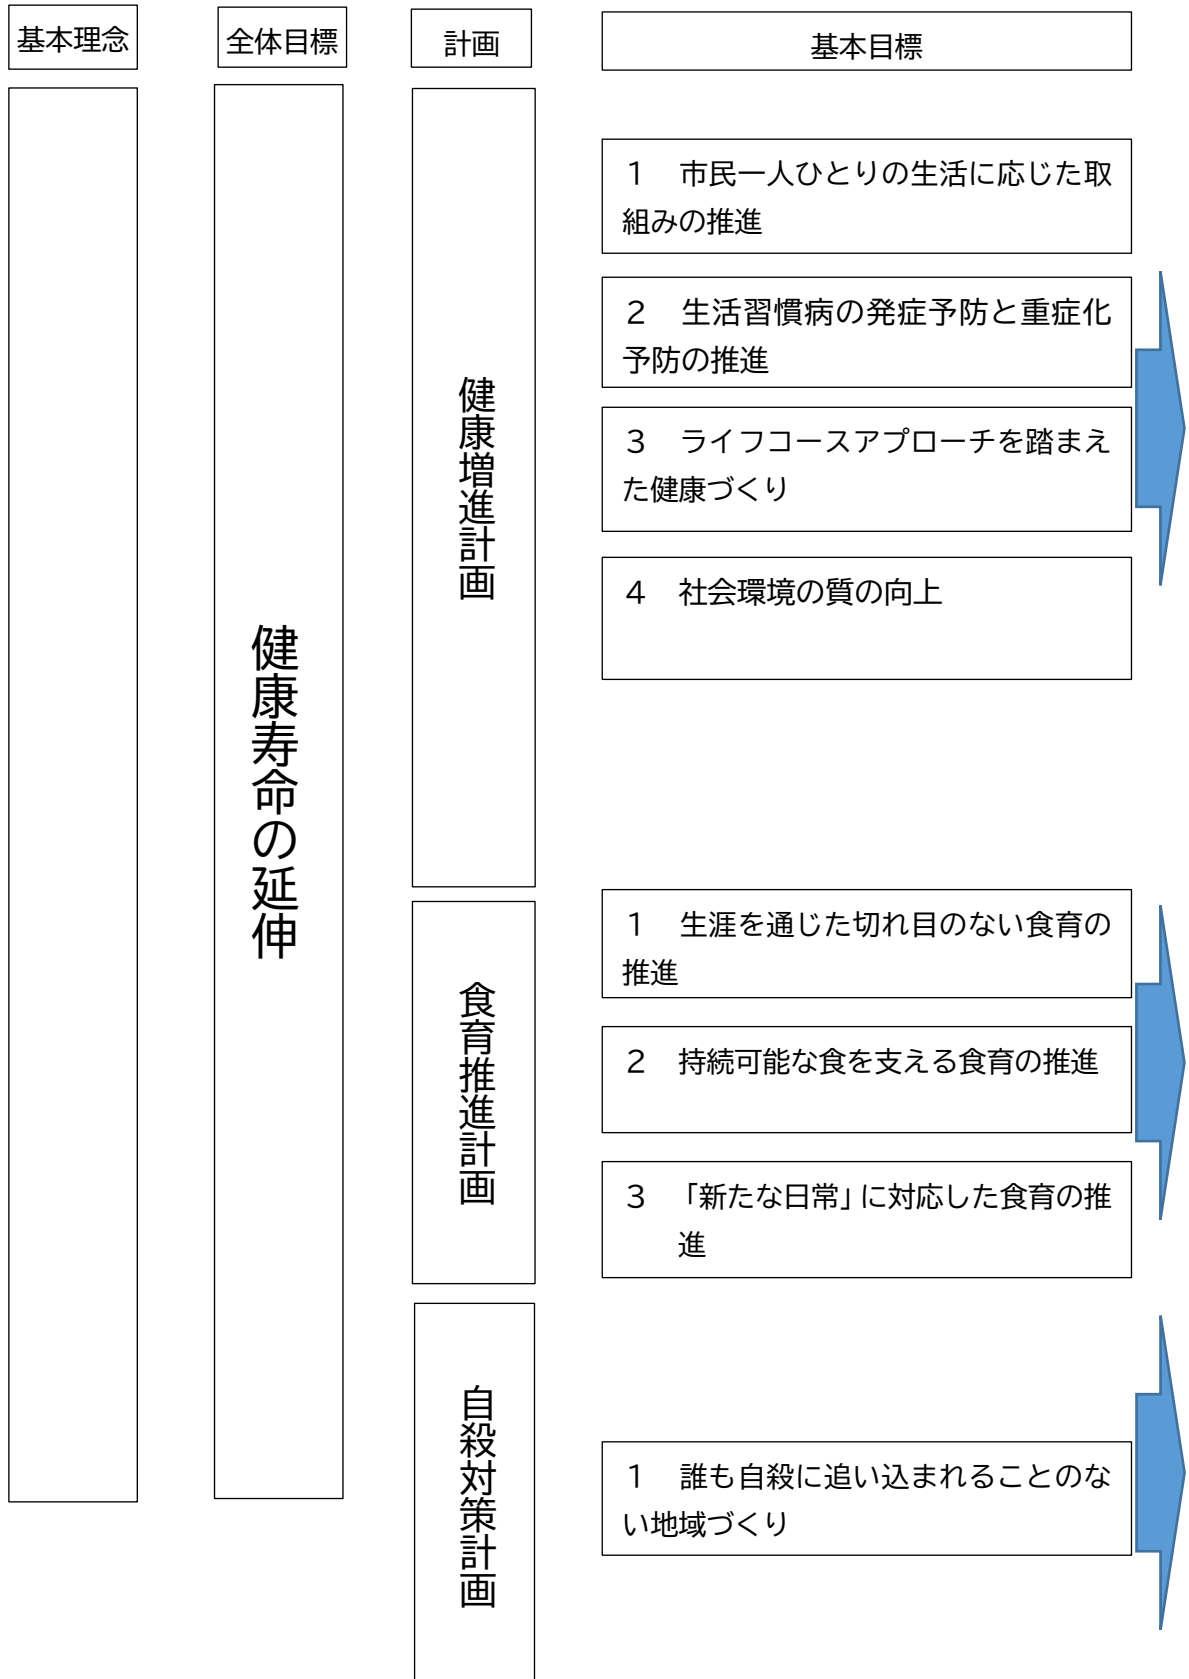 基本理念
全体目標
計画
基本目標
健康寿命の延伸
健康増進計画
1　市民一人ひとりの生活に応じた取
組みの推進
2　生活習慣病の発症予防と重症化
予防の推進
3　ライフコースアプローチを踏まえ
た健康づくり
4　社会環境の質の向上
食育推進計画
1　生涯を通じた切れ目のない食育の
推進
2　持続可能な食を支える食育の推進
3　「新たな日常」に対応した食育の推
進
自殺対策計画
1　誰も自殺に追い込まれることのな
い地域づくり